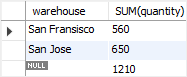 warehouse SUM(quantity)
San Fransisco 560
San Jose 650
NULL 1210